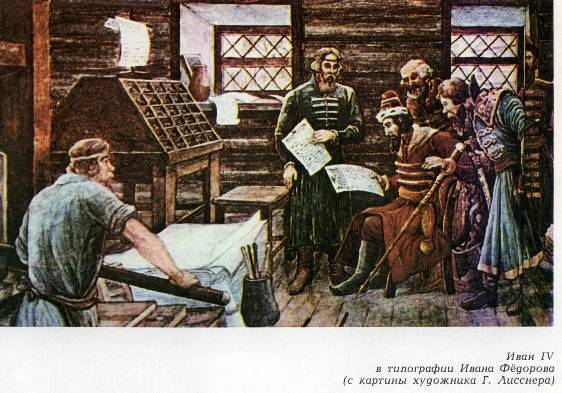 Иван IV
в типографии Ивана Фёдорова
(с картины художника Г. Лисснера)